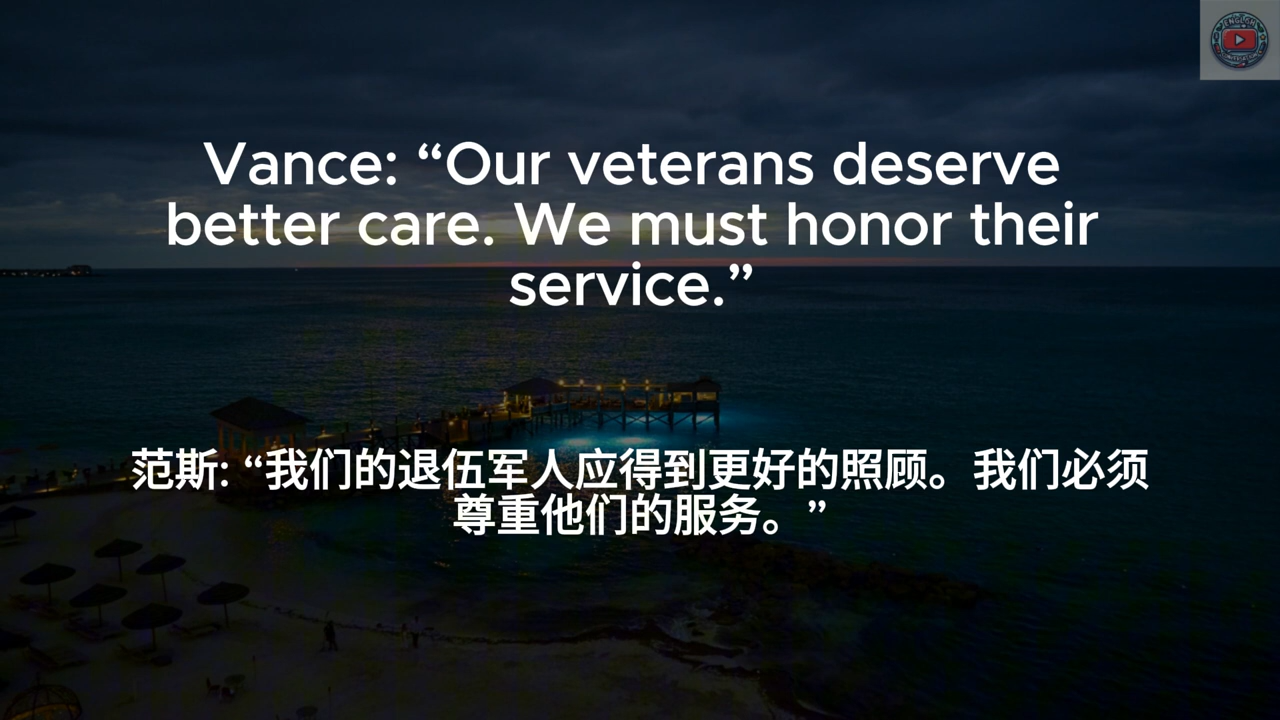 Vance: “Our veterans deserve
better care. We must honor their
service.”
范斯: “我们的退伍军人应得到更好的照顾。我们必须
尊重他们的服务。”
ENGLISH